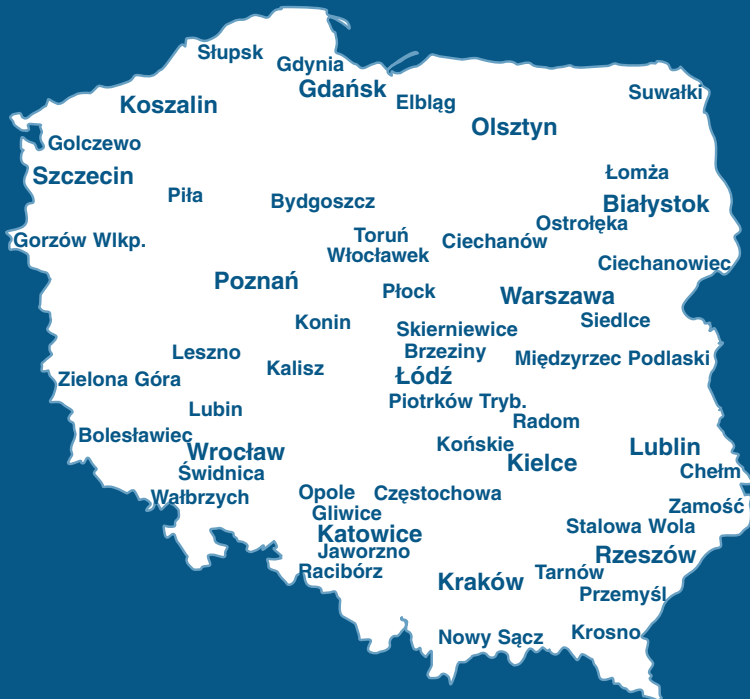 Słupsk
Gdynia
Gdańsk
Suwałki
Koszalin
Elbląg
Olsztyn
Golczewo
Szczecin
Łomża
Piła
Bydgoszcz
Białystok
Ostrołęka
Gorzów Wlkp.
Toruń
Ciechanów
Włocławek
Ciechanowiec
Poznań
Płock
Warszawa
Konin
Skierniewice
Siedlce
Leszno
Brzeziny
Międzyrzec Podlaski
Kalisz
Zielona Góra
Łódź
Piotrków Tryb.
Lubin
Radom
Bolesławiec
Końskie
Lublin
Wrocław
Kielce
Świdnica
Chełm
Wałbrzych
Opole
Częstochowa
Zamość
Gliwice
Stalowa Wola
Katowice
Jaworzno
Rzeszów
Racibórz
Tarnów
Kraków
Przemyśl
Nowy Sącz
Krosno